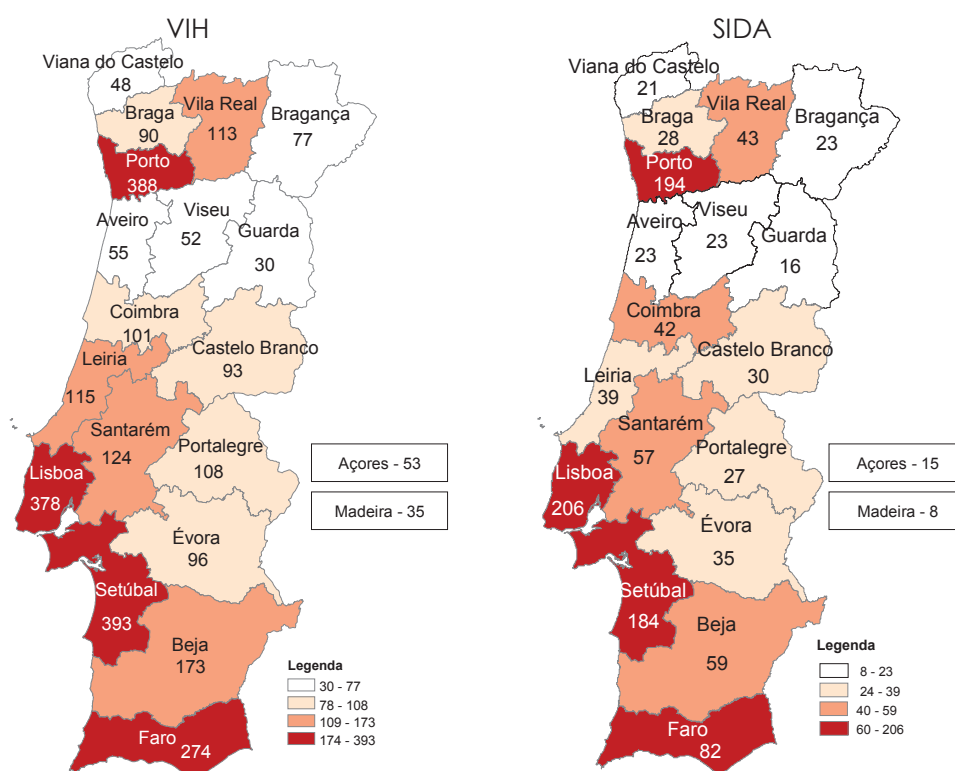 VIH
Viana do Castelo
48
Braga
90
Vila Real
113
Bragança
77
Porto
388
Aveiro
55
Viseu
52
Guarda
30
Coimbra
101
Castelo Branco
93
Leiria
115
Santarém
124
Portalegre
108
Lisboa
378
Évora
96
Setúbal
393
Beja
173
Faro
274
Açores - 53
Madeira - 35
Legenda
30 - 77
78 - 108
109 - 173
174 - 393
SIDA
Viana do Castelo
21
Braga
28
Vila Real
43
Bragança
23
Porto
194
Aveiro
23
Viseu
23
Guarda
16
Coimbra
42
Castelo Branco
30
Leiria
39
Santarém
57
Portalegre
27
Lisboa
206
Évora
35
Setúbal
184
Beja
59
Faro
82
Açores - 15
Madeira - 8
Legenda
8 - 23
24 - 39
40 - 59
60 - 206